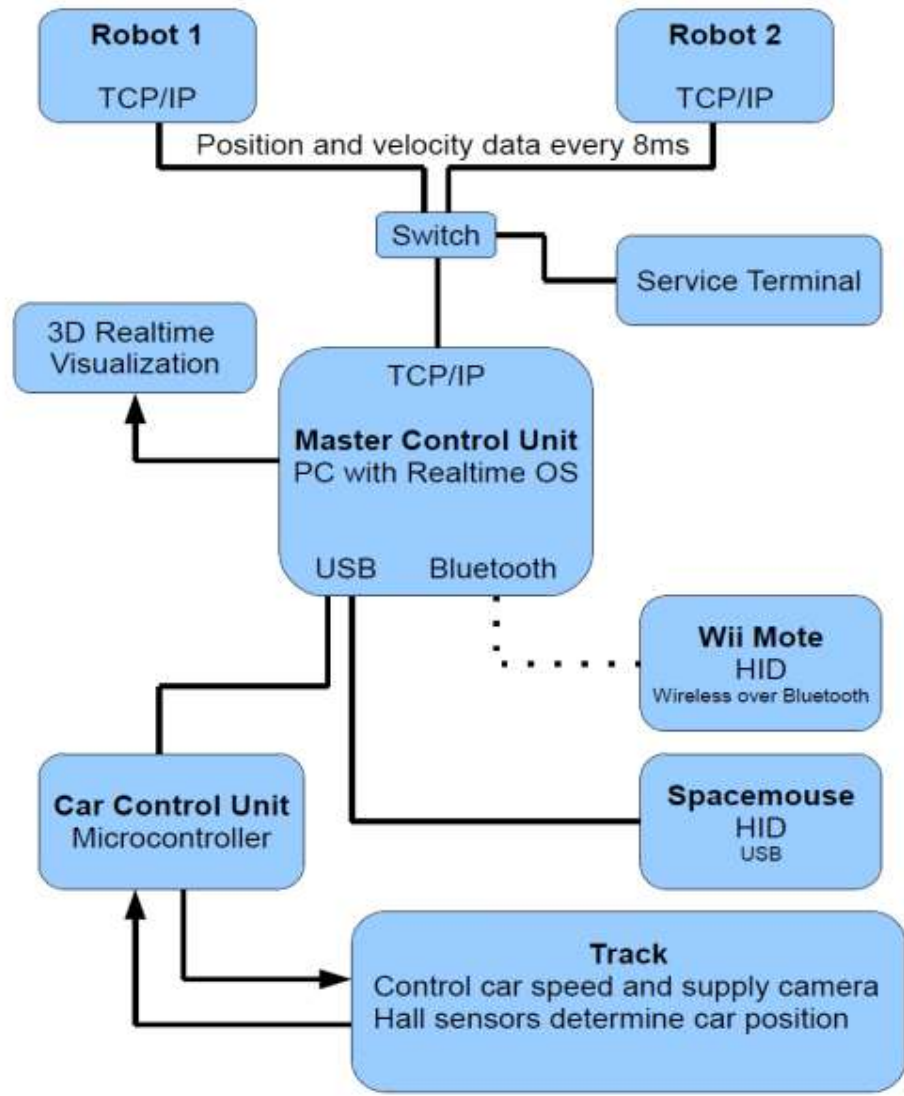 Robot 1
TCP/IP
Robot 2
TCP/IP
Position and velocity data every 8ms
Switch
Service Terminal
3D Realtime
Visualization
TCP/IP
Master Control Unit
PC with Realtime OS
USB
Bluetooth
Wii Mote
HID
Wireless over Bluetooth
Car Control Unit
Microcontroller
Spacemouse
HID
USB
Track
Control car speed and supply camera
Hall sensors determine car position